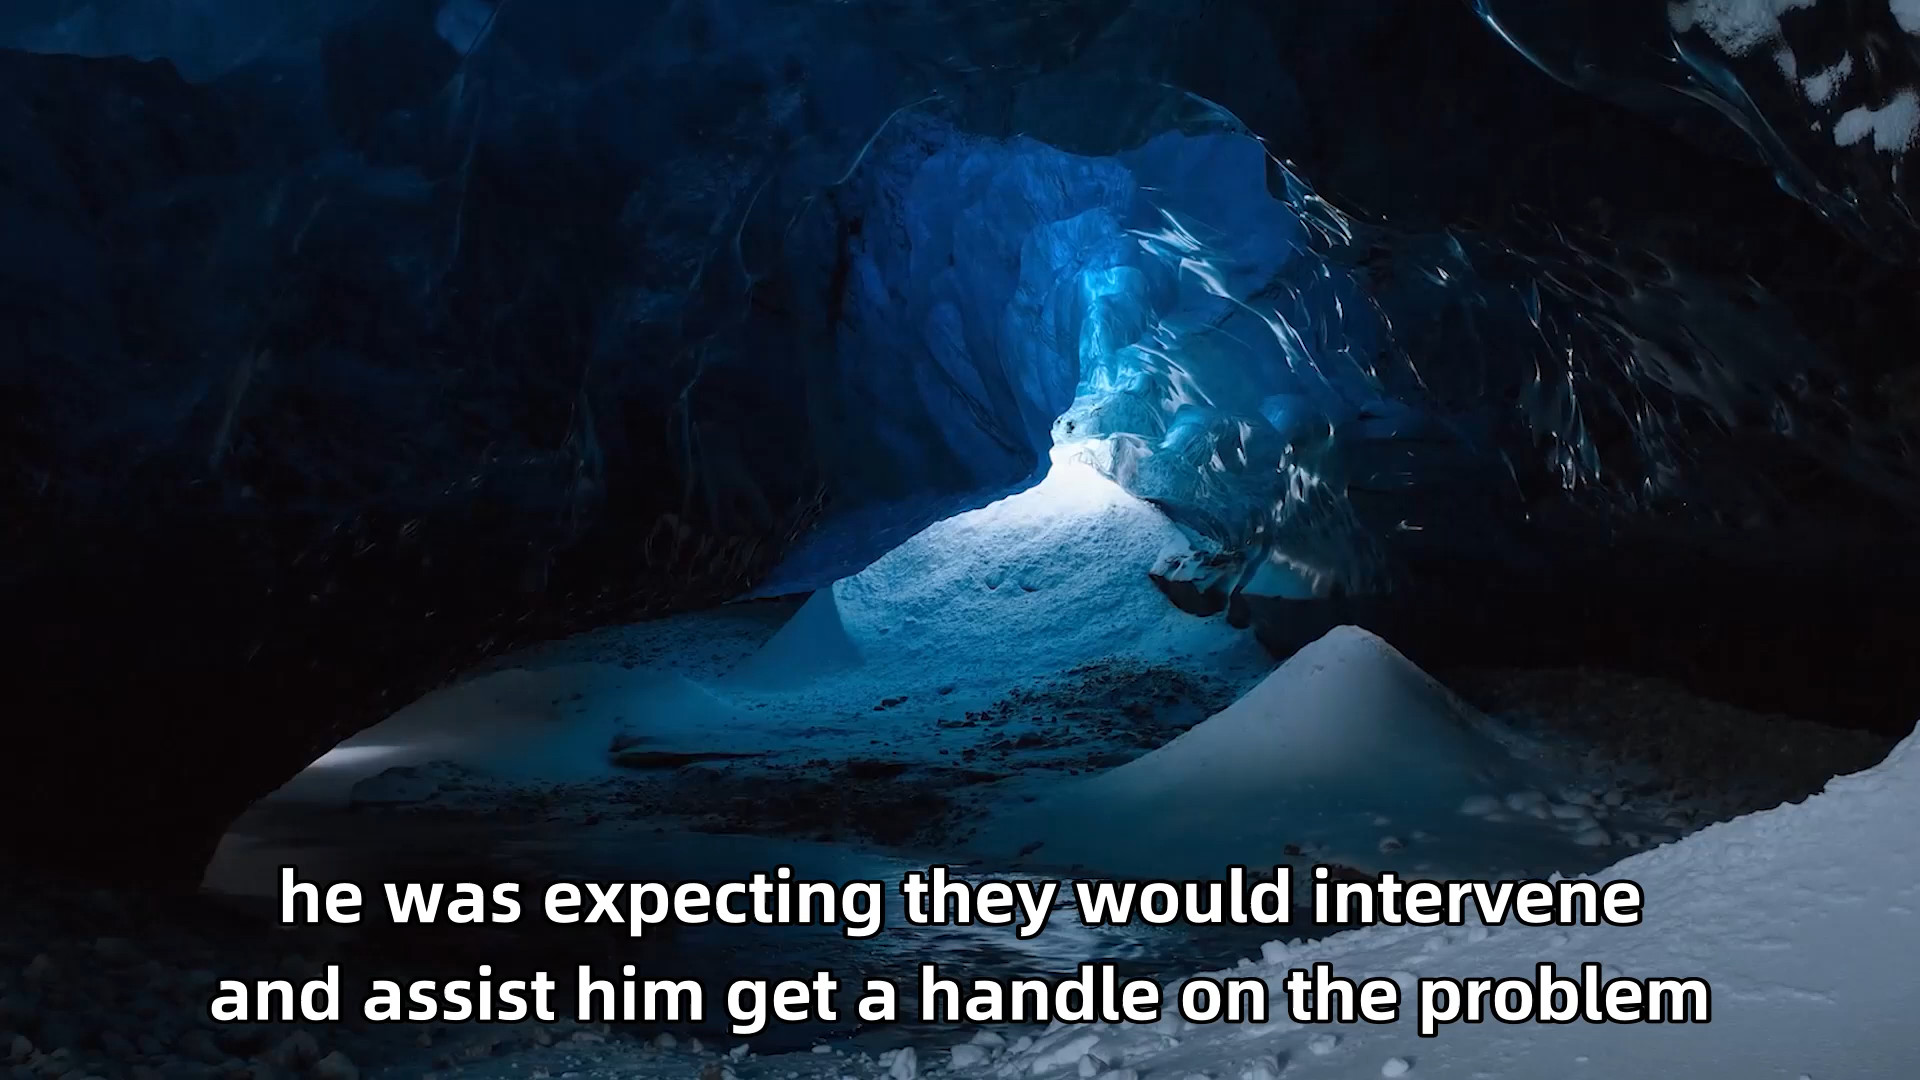 he was expecting they would intervene
and assist him get a handle on the problem